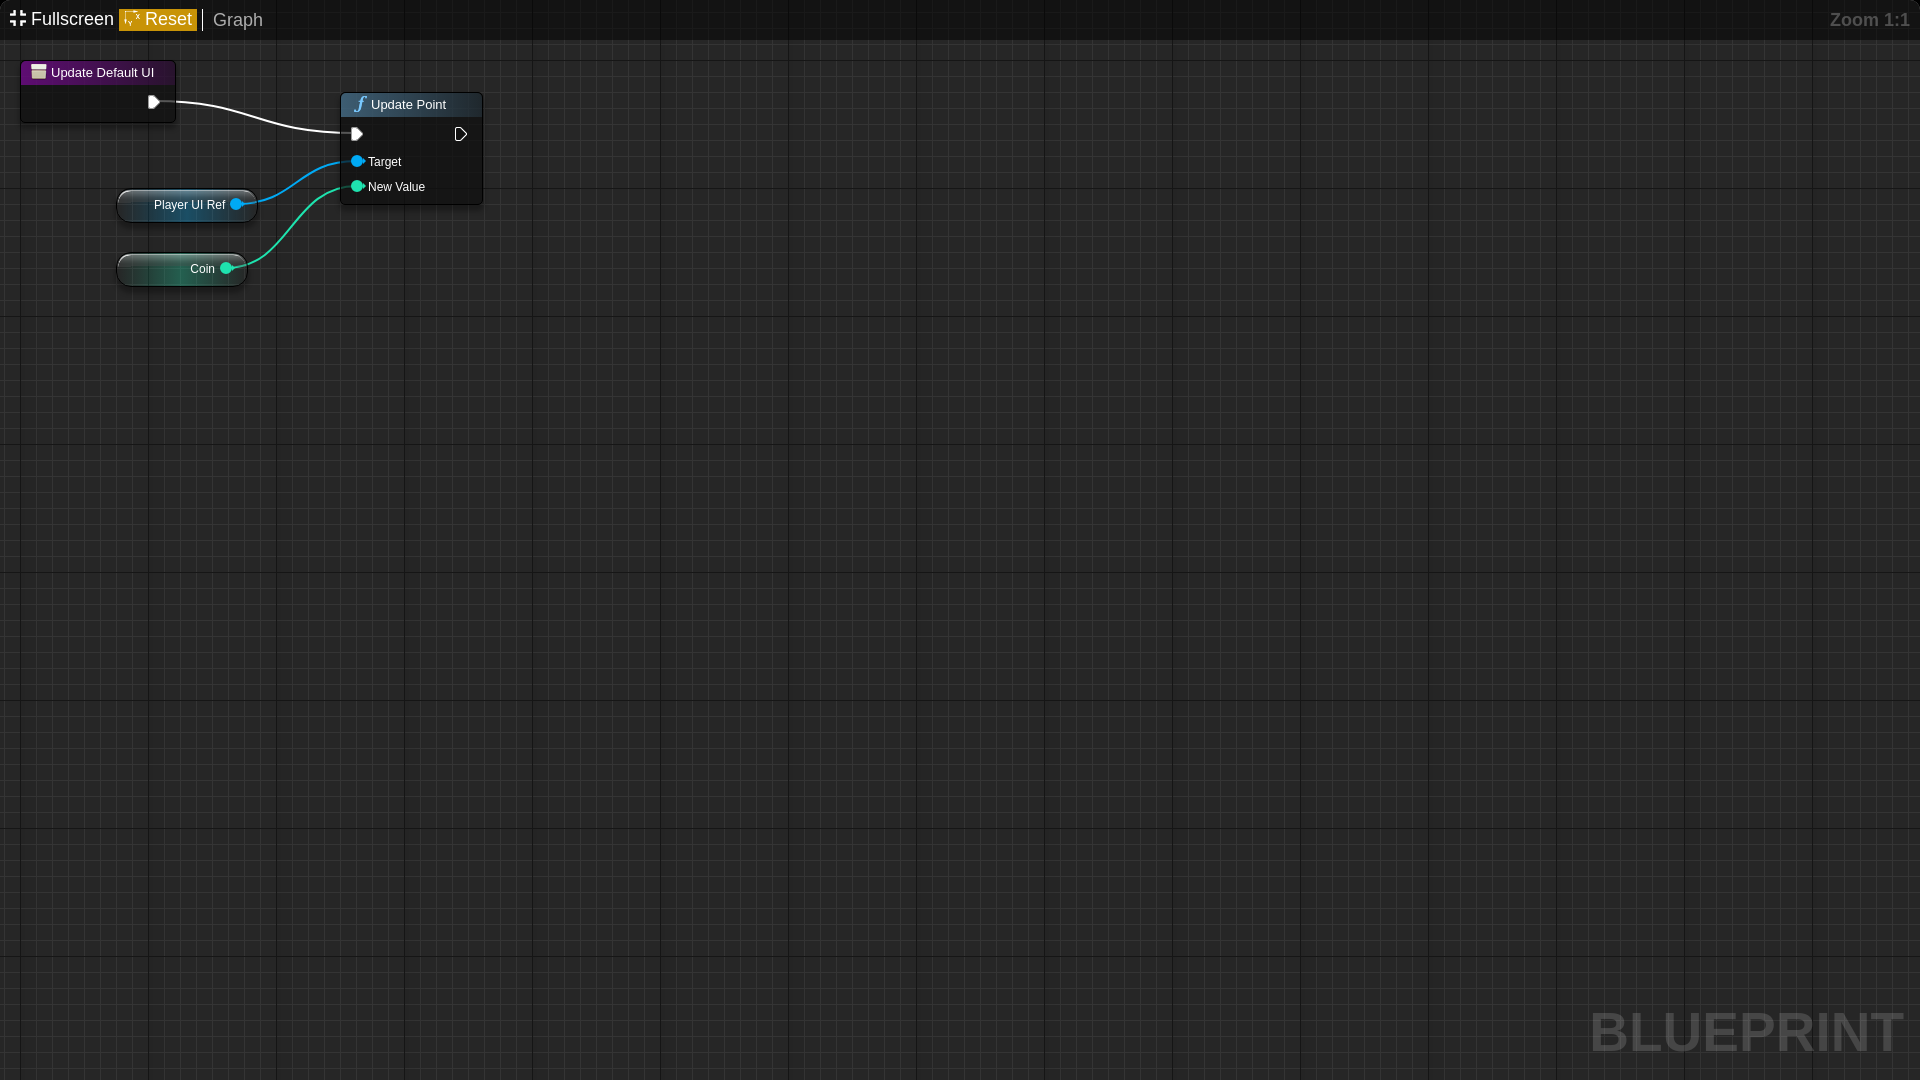 Fullscreen Reset Graph Zoom 1:1
Update Default UI
Update Point
Target
New Value
Player UI Ref
Coin
BLUEPRINT